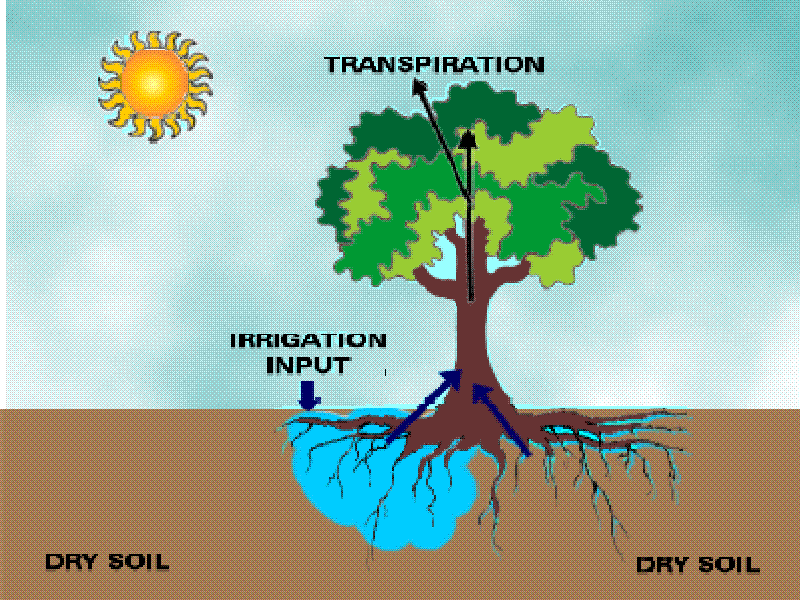 TRANSPIRATION
IRRIGATION
INPUT
DRY SOIL
DRY SOIL